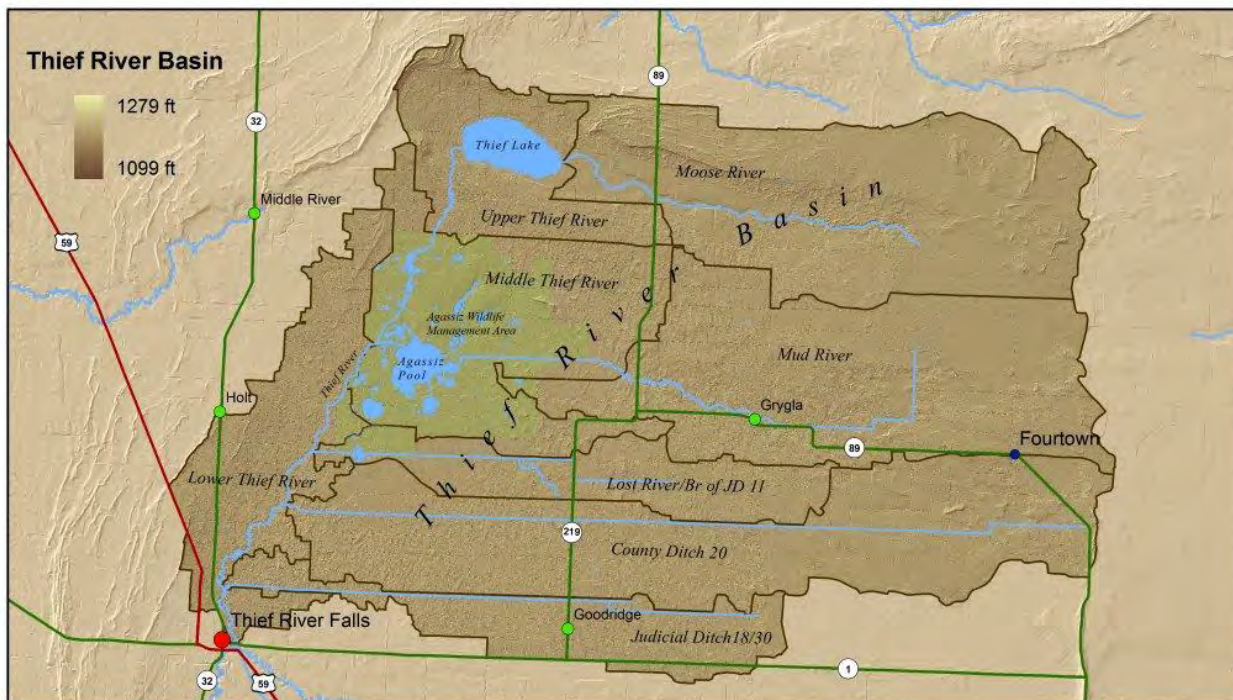 Thief River Basin
1279 ft
1099 ft
32
89
59
Middle River
Thief Lake
Moose River
Upper Thief River
Middle Thief River
Agassiz Wildlife
Management Area
Agassiz
Pool
Thief River
Thief River Basin
Mud River
Holt
Grygla
89
Fourtown
Lower Thief River
Lost River/Br of JD 11
219
County Ditch 20
Goodridge
Judicial Ditch18/30
Thief River Falls
32
59
1